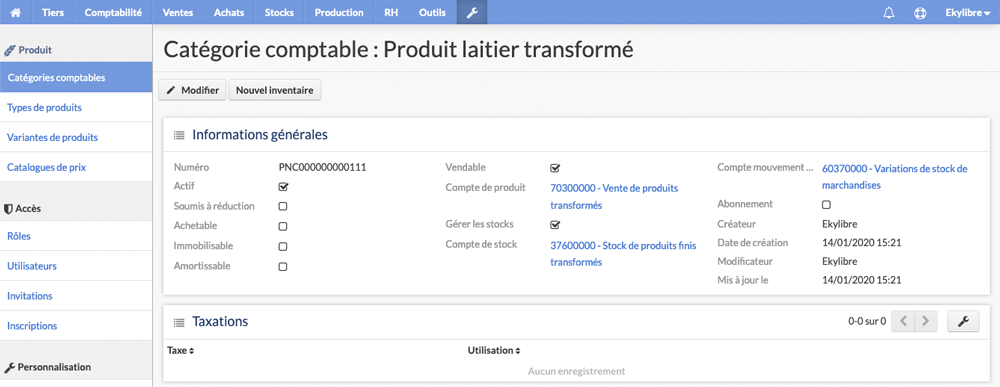 Tiers Comptabilité Ventes Achats Stocks Production RH Outils Ekylibre
Produit
Catégories comptables
Types de produits
Variantes de produits
Catalogues de prix
Accès
Rôles
Utilisateurs
Invitations
Inscriptions
Personnalisation
Catégorie comptable : Produit laitier transformé
Modifier Nouvel inventaire
Informations générales
Numéro PNC000000000111
Actif
Soumis à réduction
Achetable
Immobilisable
Amortissable
Vendable
Compte de produit 70300000 - Vente de produits
transformés
Gérer les stocks
Compte de stock 37600000 - Stock de produits finis
transformés
Compte mouvement ... 60370000 - Variations de stock de
marchandises
Abonnement
Créateur Ekylibre
Date de création 14/01/2020 15:21
Modificateur Ekylibre
Mis à jour le 14/01/2020 15:21
Taxations 0-0 sur 0
Taxe Utilisation
Aucun enregistrement